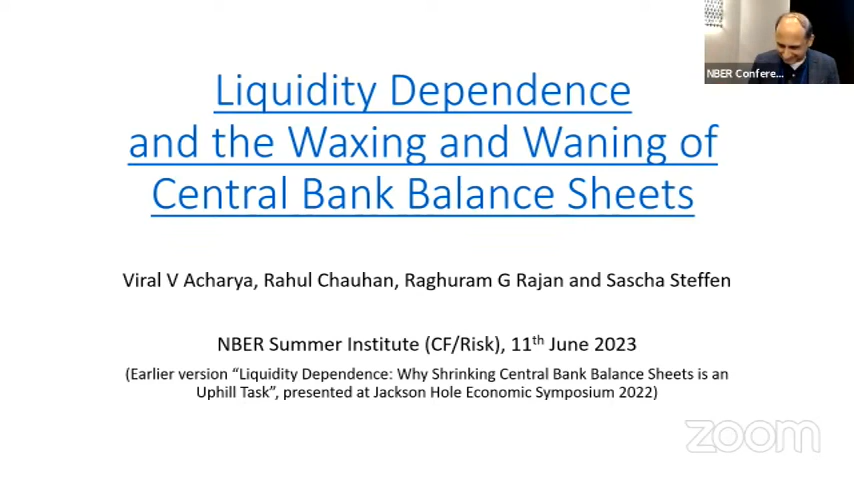 NBER Confere...
Liquidity Dependence
and the Waxing and Waning of
Central Bank Balance Sheets
Viral V Acharya, Rahul Chauhan, Raghuram G Rajan and Sascha Steffen
NBER Summer Institute (CF/Risk), 11th June 2023
(Earlier version “Liquidity Dependence: Why Shrinking Central Bank Balance Sheets is an
Uphill Task”, presented at Jackson Hole Economic Symposium 2022)
zoom